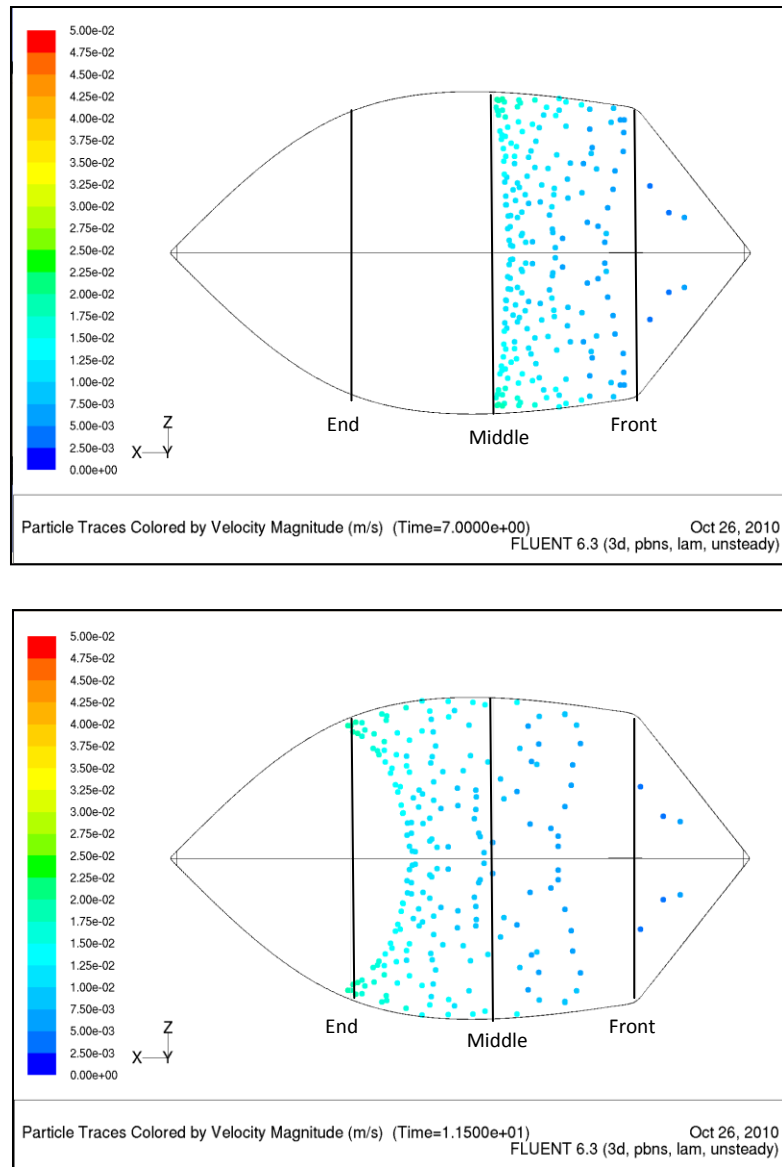 5.00e-02
4.75e-02
4.50e-02
4.25e-02
4.00e-02
3.75e-02
3.50e-02
3.25e-02
3.00e-02
2.75e-02
2.50e-02
2.25e-02
2.00e-02
1.75e-02
1.50e-02
1.25e-02
1.00e-02
7.50e-03
5.00e-03
2.50e-03
0.00e+00
End
Middle
Front
Z
X
Y
Particle Traces Colored by Velocity Magnitude (m/s) (Time=7.0000e+00)
Oct 26, 2010
FLUENT 6.3 (3d, pbns, lam, unsteady)
5.00e-02
4.75e-02
4.50e-02
4.25e-02
4.00e-02
3.75e-02
3.50e-02
3.25e-02
3.00e-02
2.75e-02
2.50e-02
2.25e-02
2.00e-02
1.75e-02
1.50e-02
1.25e-02
1.00e-02
7.50e-03
5.00e-03
2.50e-03
0.00e+00
End
Middle
Front
Z
X
Y
Particle Traces Colored by Velocity Magnitude (m/s) (Time=1.1500e+01)
Oct 26, 2010
FLUENT 6.3 (3d, pbns, lam, unsteady)